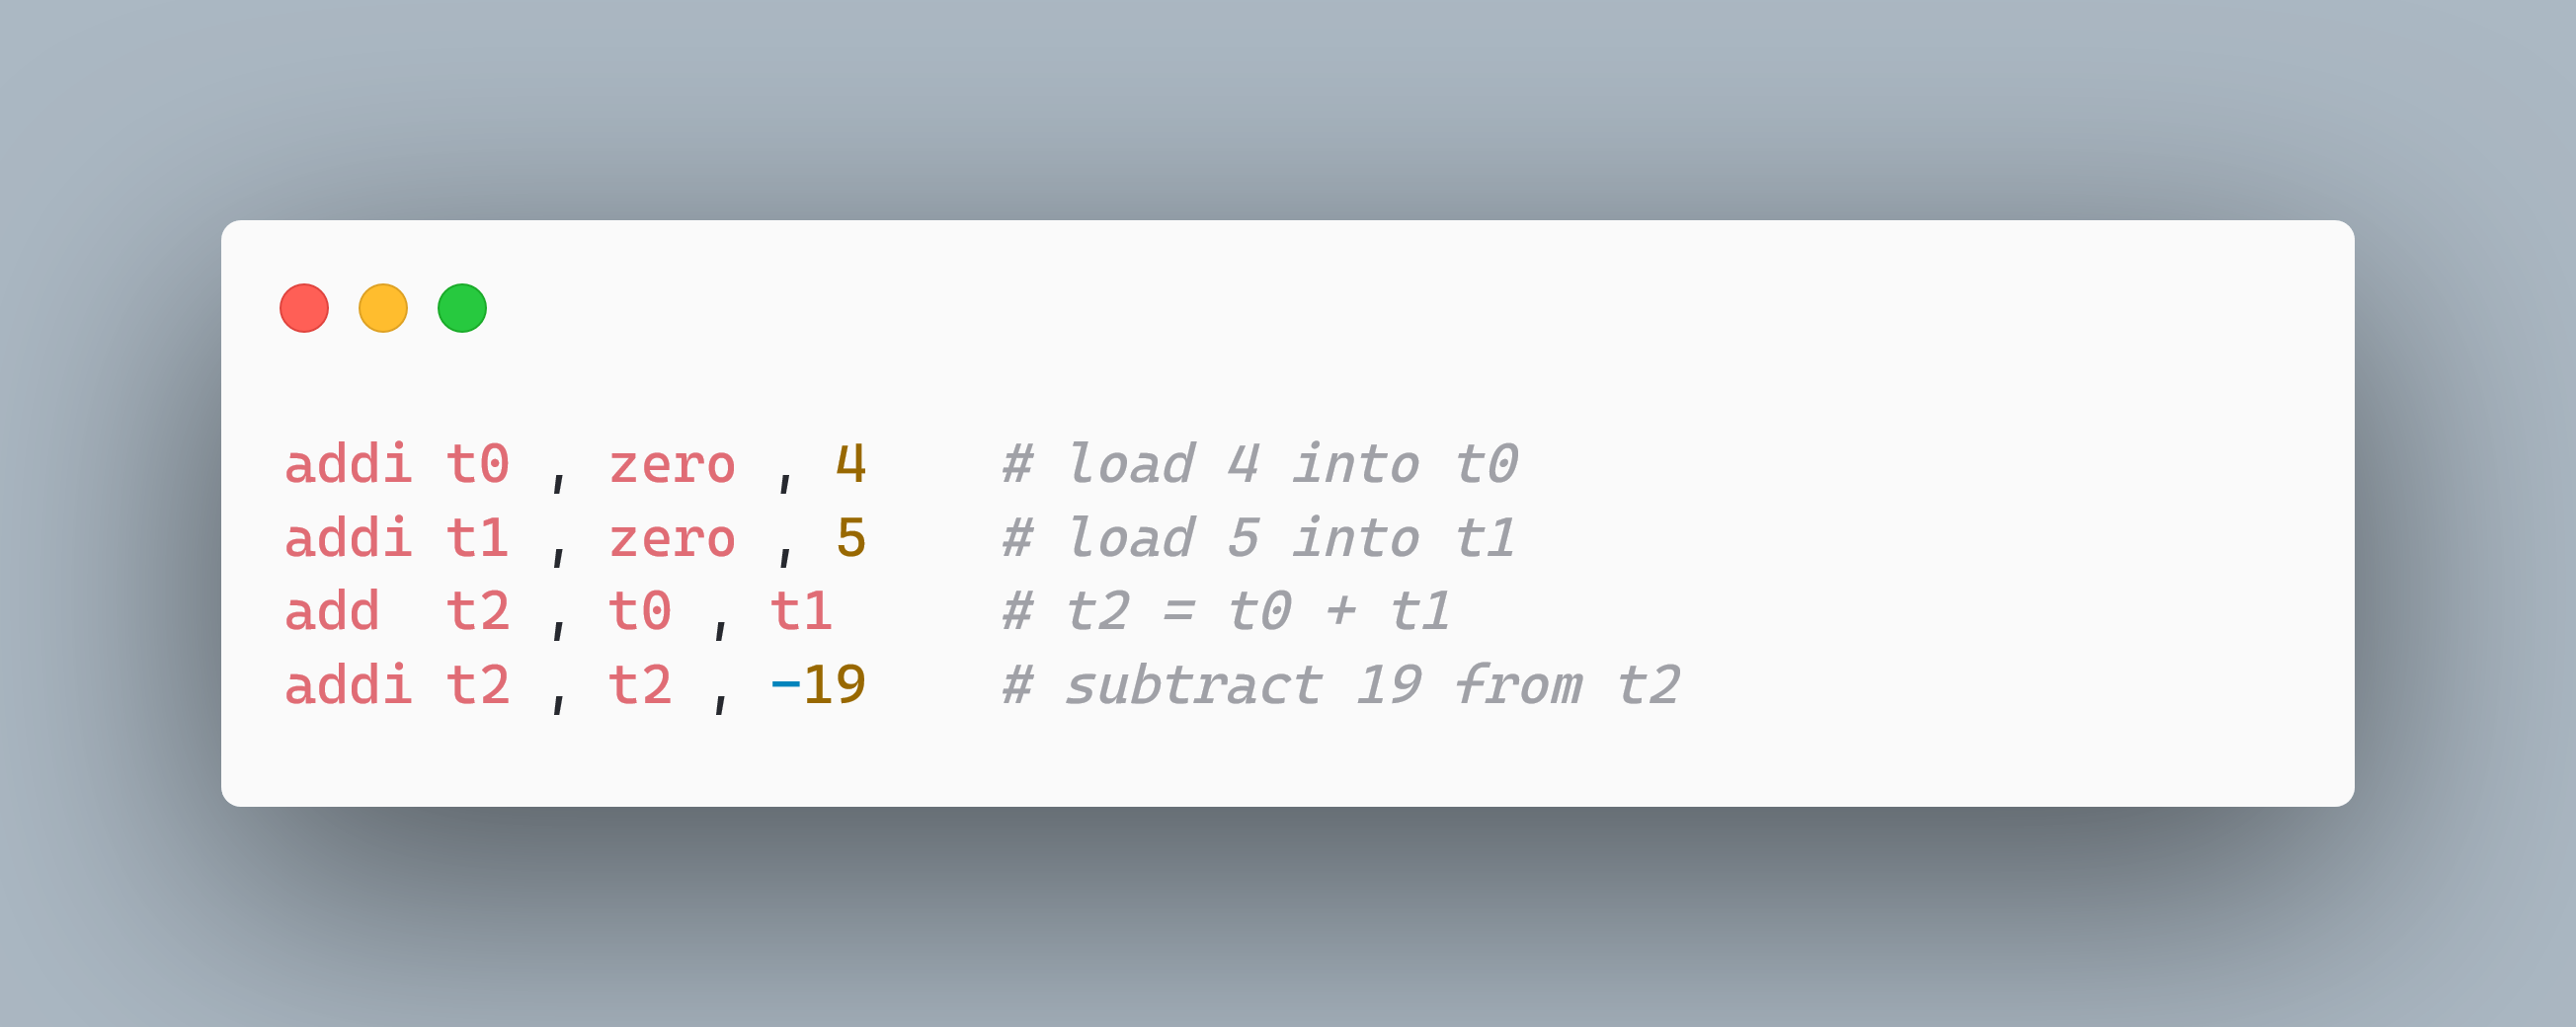 addi t0 , zero , 4    # load 4 into t0
addi t1 , zero , 5    # load 5 into t1
add  t2 , t0 , t1     # t2 = t0 + t1
addi t2 , t2 , -19    # subtract 19 from t2